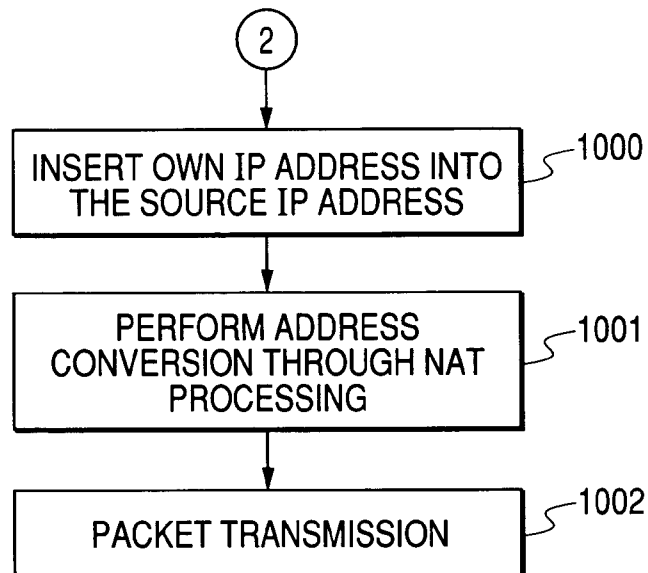 2
INSERT OWN IP ADDRESS INTO
THE SOURCE IP ADDRESS
1000
PERFORM ADDRESS
CONVERSION THROUGH NAT
PROCESSING
1001
PACKET TRANSMISSION
1002